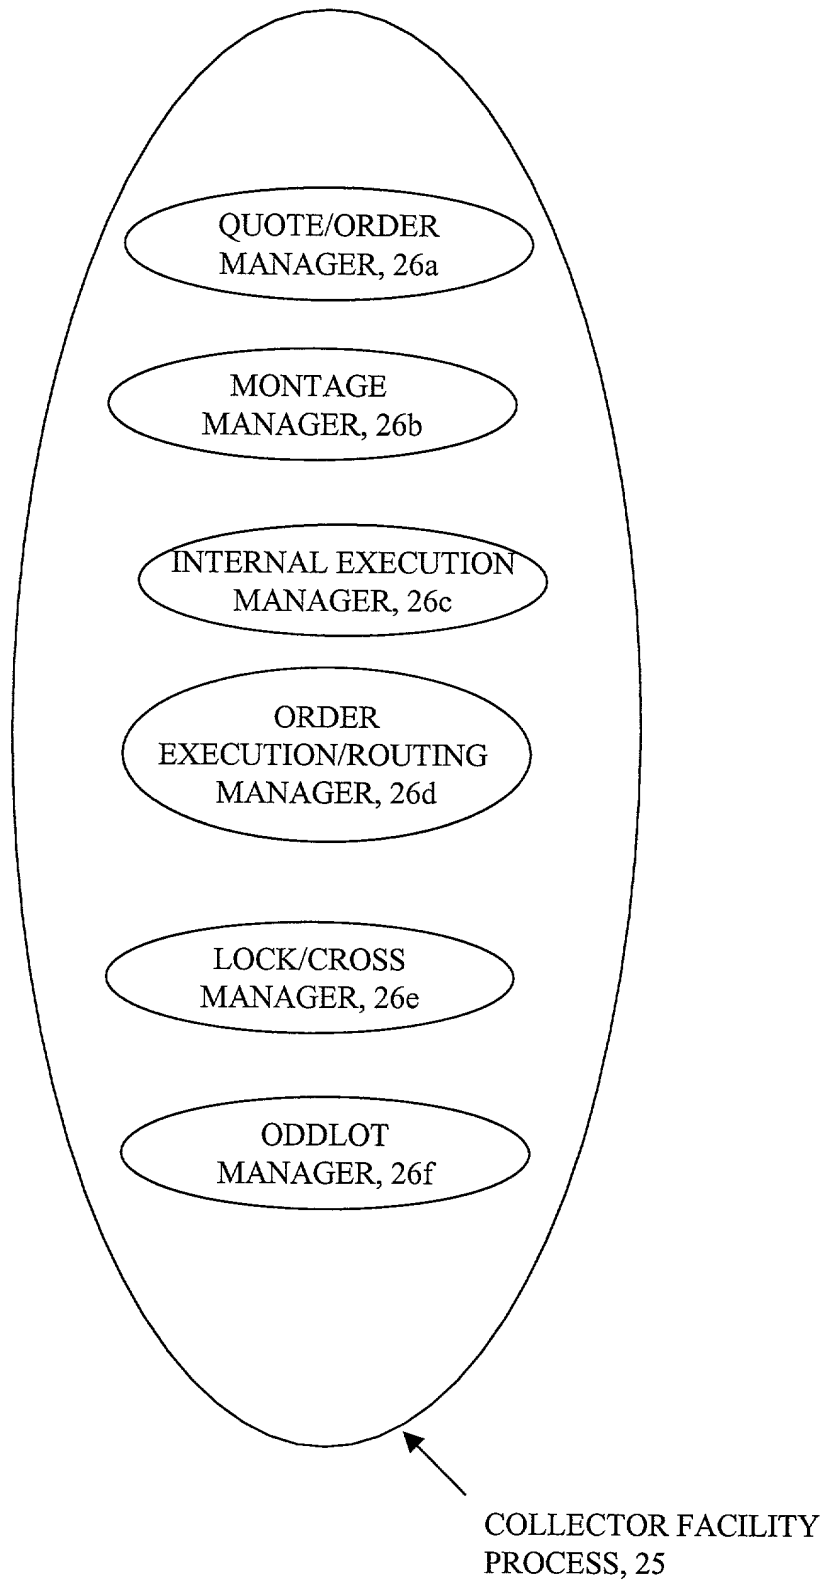 QUOTE/ORDER
MANAGER, 26a
MONTAGE
MANAGER, 26b
INTERNAL EXECUTION
MANAGER, 26c
ORDER
EXECUTION/ROUTING
MANAGER, 26d
LOCK/CROSS
MANAGER, 26e
ODDLOT
MANAGER, 26f
COLLECTOR FACILITY
PROCESS, 25